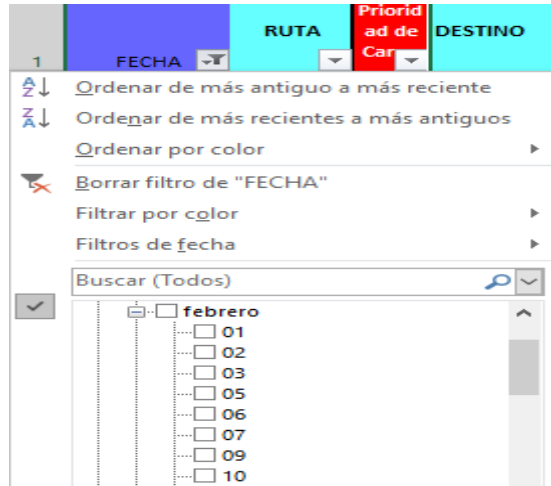 Priorid
RUTA ad de DESTINO
1 FECHA Car
Ordenar de más antiguo a más reciente
Ordenar de más recientes a más antiguos
Ordenar por color
Borrar filtro de "FECHA"
Filtrar por color
Filtros de fecha
Buscar (Todos)
febrero
01
02
03
05
06
07
09
10